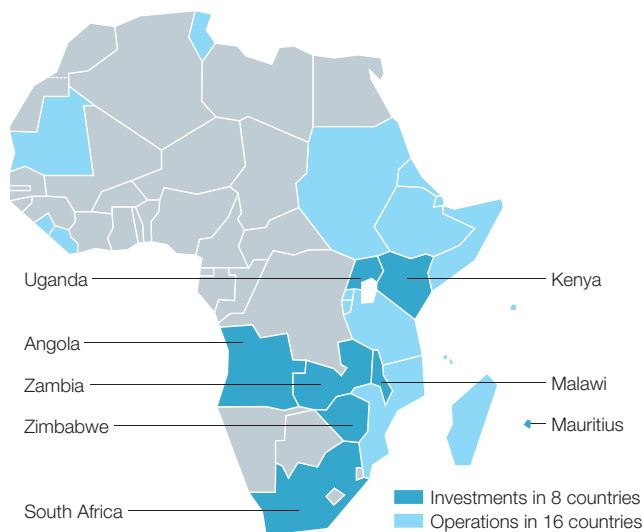 Uganda
Kenya
Angola
Zambia
Malawi
Zimbabwe
Mauritius
South Africa
Investments in 8 countries
Operations in 16 countries